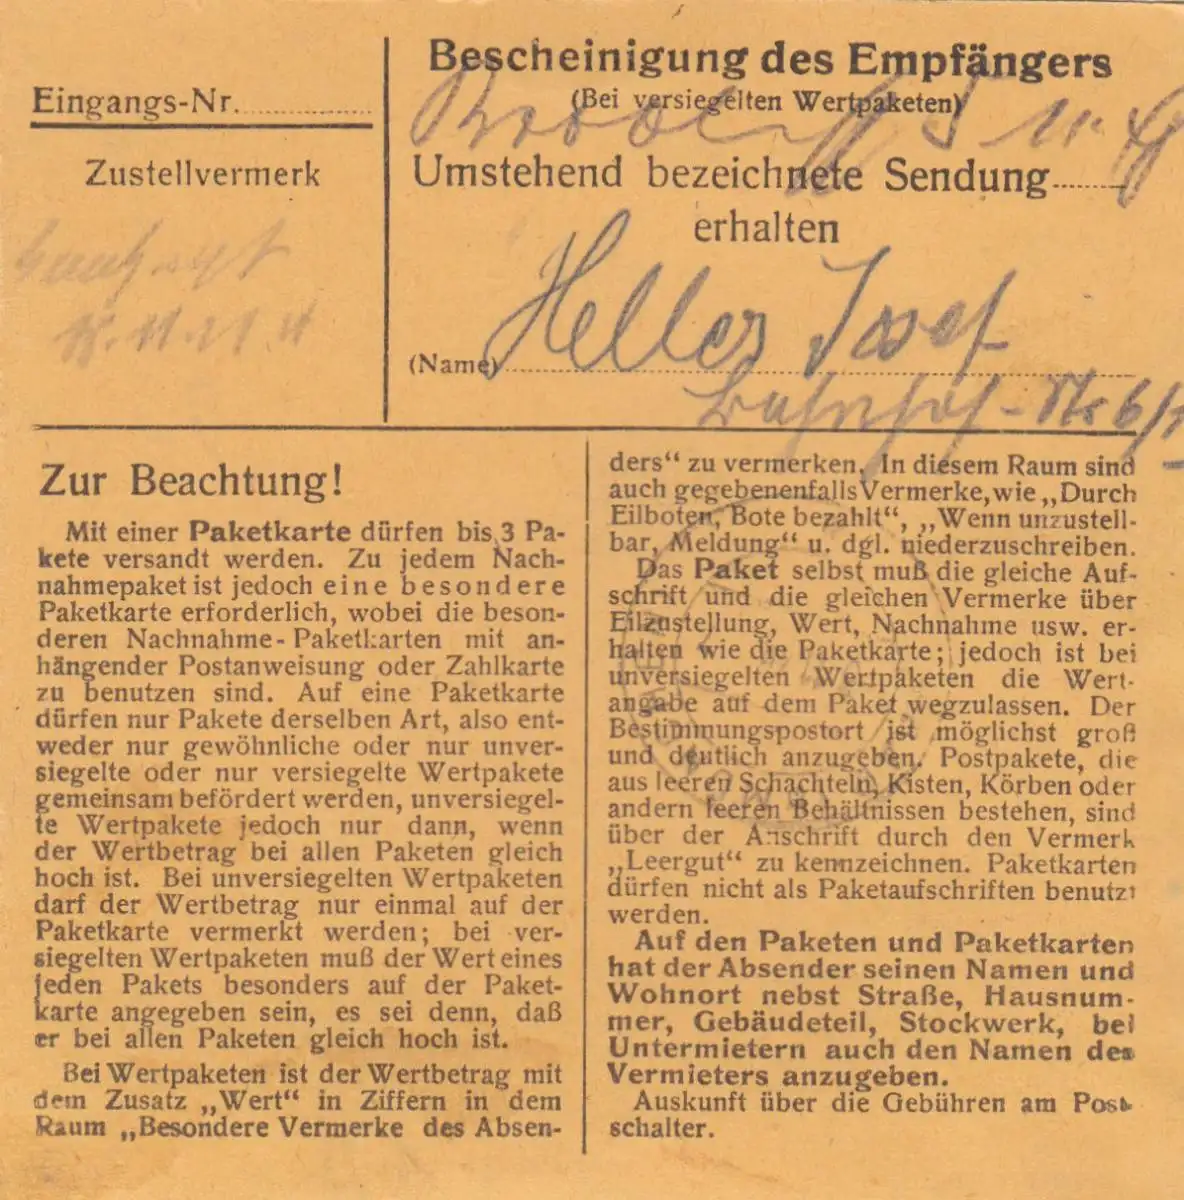 Eingangs-Nr.
Zustellvermerk
Bescheinigung des Empfängers
(Bei versiegelten Wertpaketen)
Umstehend bezeichnete Sendung
erhalten
Heller Josef
(Name)
Bahnhof-Str 6/1
Zur Beachtung!
Mit einer Paketkarte dürfen bis 3 Pa-
kete versandt werden. Zu jedem Nach-
nahmepaket ist jedoch eine besondere
Paketkarte erforderlich, wobei die beson-
deren Nachnahme-Paketkarten mit an-
hängender Postanweisung oder Zahlkarte
zu benutzen sind. Auf eine Paketkarte
dürfen nur Pakete derselben Art, also ent-
weder nur gewöhnliche oder nur unver-
siegelte oder nur versiegelte Wertpakete
gemeinsam befördert werden, unversiegel-
te Wertpakete jedoch nur dann, wenn
der Wertbetrag bei allen Paketen gleich
hoch ist. Bei unversiegelten Wertpaketen
darf der Wertbetrag nur einmal auf der
Paketkarte vermerkt werden; bei ver-
siegelten Wertpaketen muß der Wert eines
jeden Pakets besonders auf der Paket-
karte angegeben sein, es sei denn, daß
er bei allen Paketen gleich hoch ist.
Bei Wertpaketen ist der Wertbetrag mit
dem Zusatz „Wert“ in Ziffern in dem
Raum „Besondere Vermerke des Absen-
ders“ zu vermerken. In diesem Raum sind
auch gegebenenfalls Vermerke, wie „Durch
Eilboten, Bote bezahlt“, „Wenn unzustell-
bar, Meldung“ u. dgl. niederzuschreiben.
Das Paket selbst muß die gleiche Auf-
schrift und die gleichen Vermerke über
Eilzustellung, Wert, Nachnahme usw. er-
halten wie die Paketkarte; jedoch ist bei
unversiegelten Wertpaketen die Wert-
angabe auf dem Paket wegzulassen. Der
Bestimmungspostort ist möglichst groß
und deutlich anzugeben. Postpakete, die
aus leeren Schachteln, Kisten, Körben oder
andern leeren Behältnissen bestehen, sind
über der Anschrift durch den Vermerk
„Leergut“ zu kennzeichnen. Paketkarten
dürfen nicht als Paketaufschriften benutzt
werden.
Auf den Paketen und Paketkarten
hat der Absender seinen Namen und
Wohnort nebst Straße, Hausnum-
mer, Gebäudeteil, Stockwerk, bei
Untermietern auch den Namen des
Vermieters anzugeben.
Auskunft über die Gebühren am Post-
schalter.